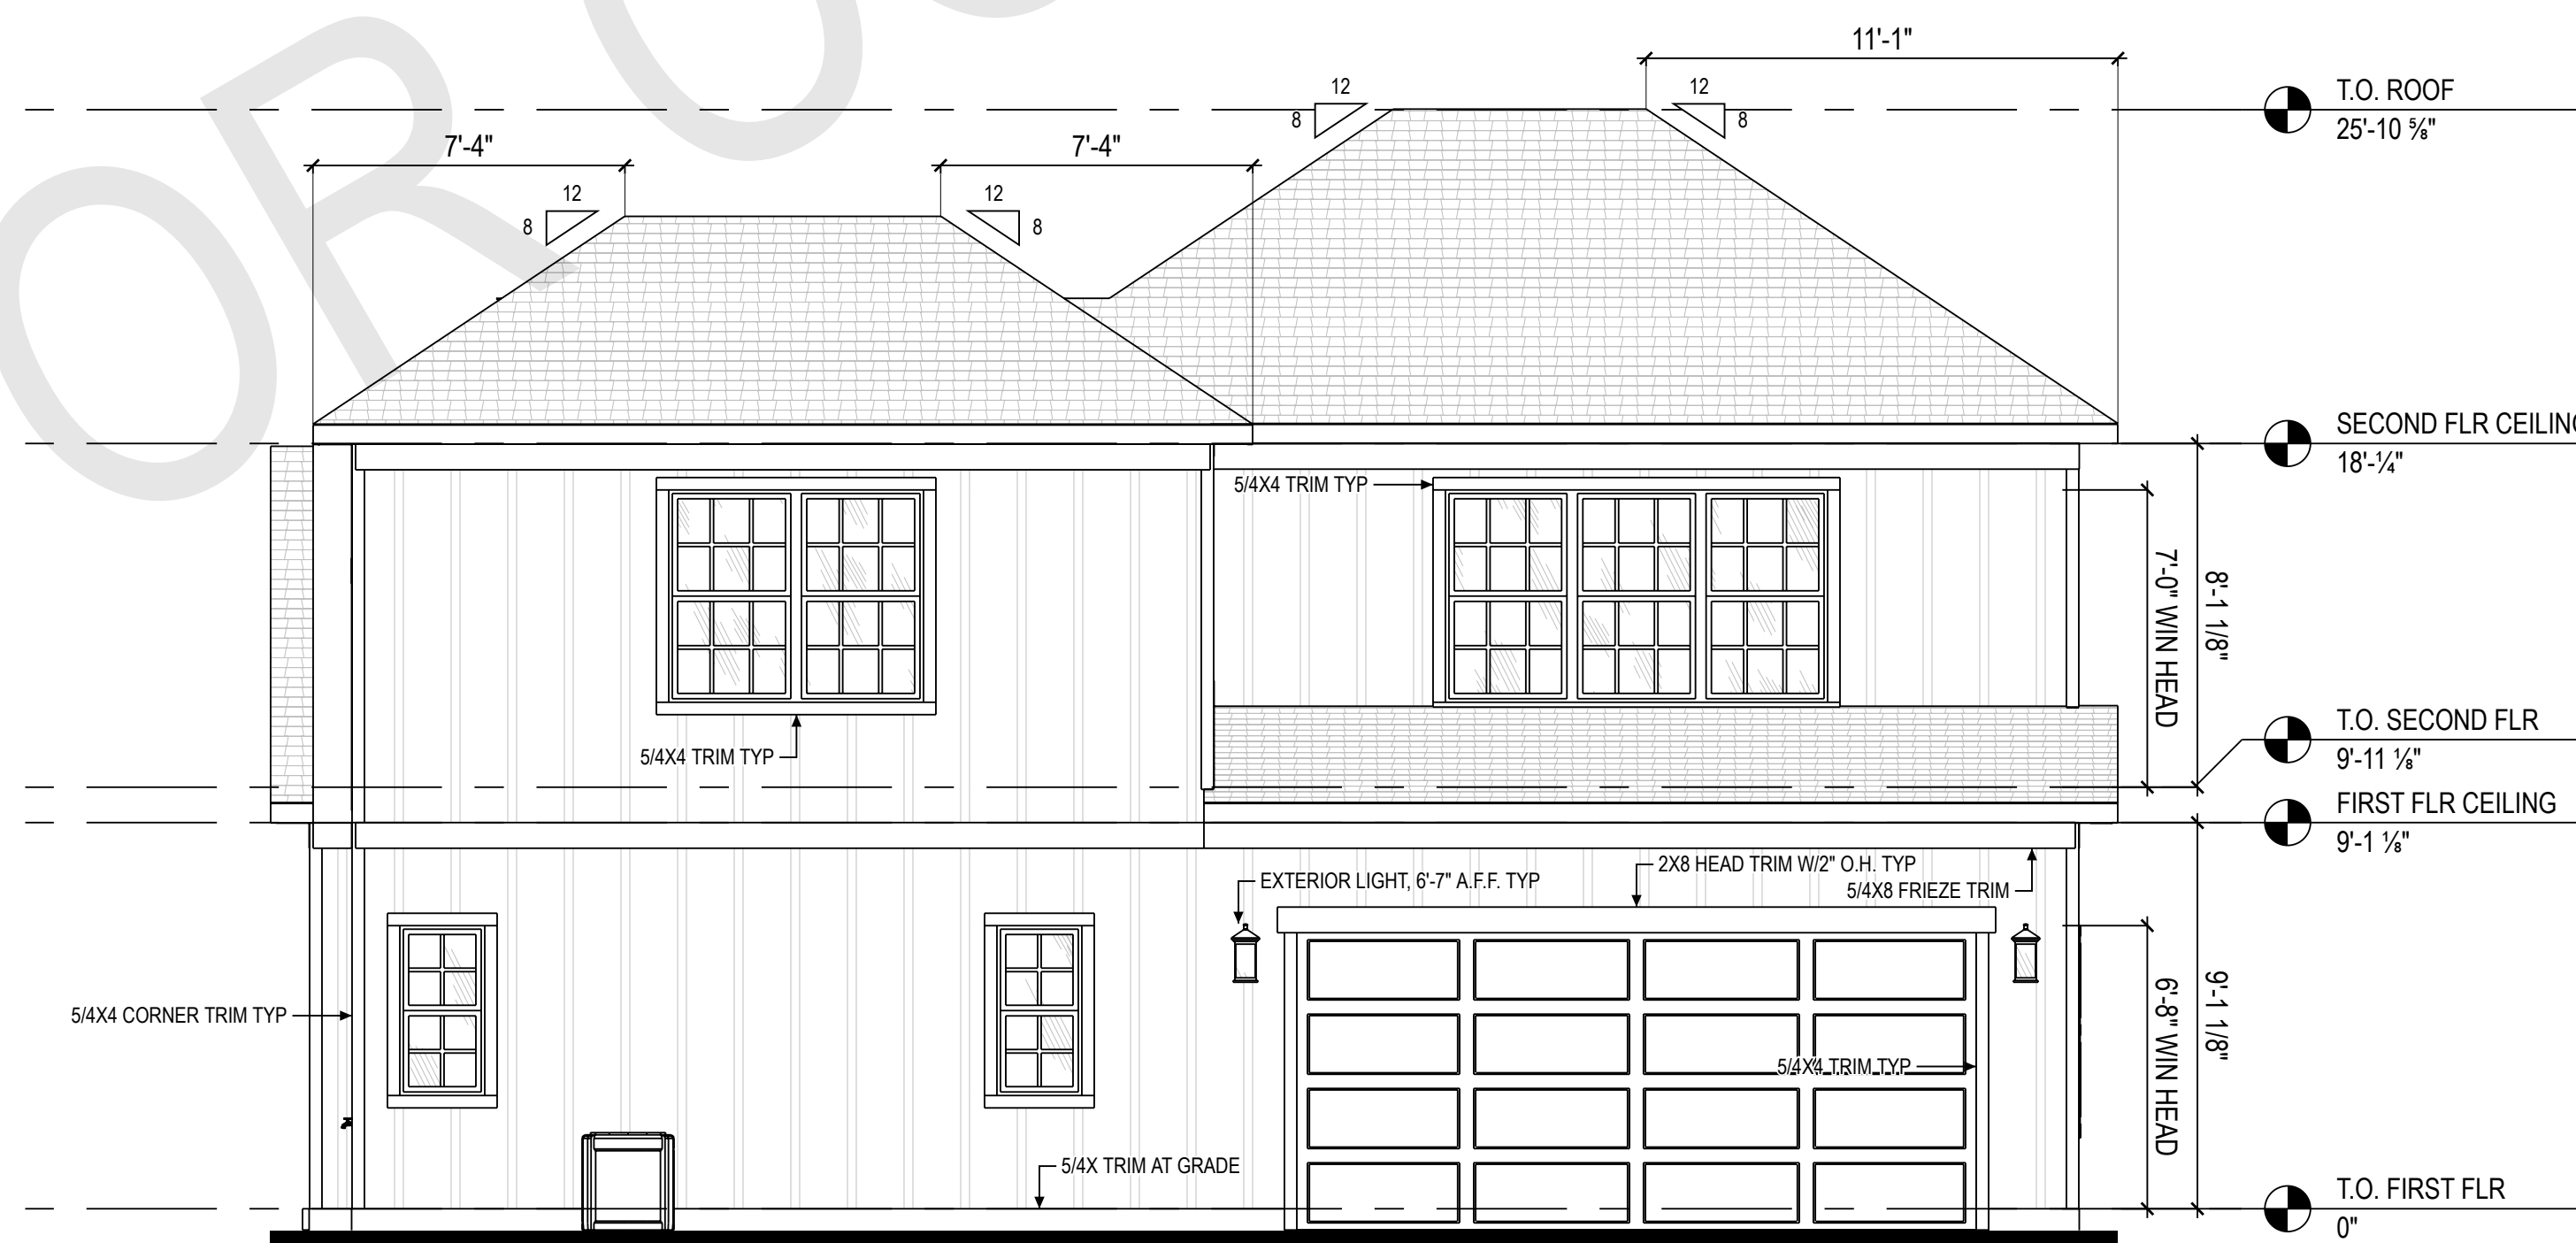 OR
11'-1"
12
12
T.O. ROOF
8
8
25'-10 ⅝"
7'-4"
7'-4"
12
12
8
8
SECOND FLR CEILING
18'-¼"
5/4X4 TRIM TYP
7'-0" WIN HEAD
8'-1 1/8"
5/4X4 TRIM TYP
T.O. SECOND FLR
9'-11 ⅛"
FIRST FLR CEILING
9'-1 ⅛"
2X8 HEAD TRIM W/2" O.H. TYP
EXTERIOR LIGHT, 6'-7" A.F.F. TYP
5/4X8 FRIEZE TRIM
5/4X4 CORNER TRIM TYP
5/4X4 TRIM TYP
6'-8" WIN HEAD
9'-1 1/8"
5/4X TRIM AT GRADE
T.O. FIRST FLR
0"